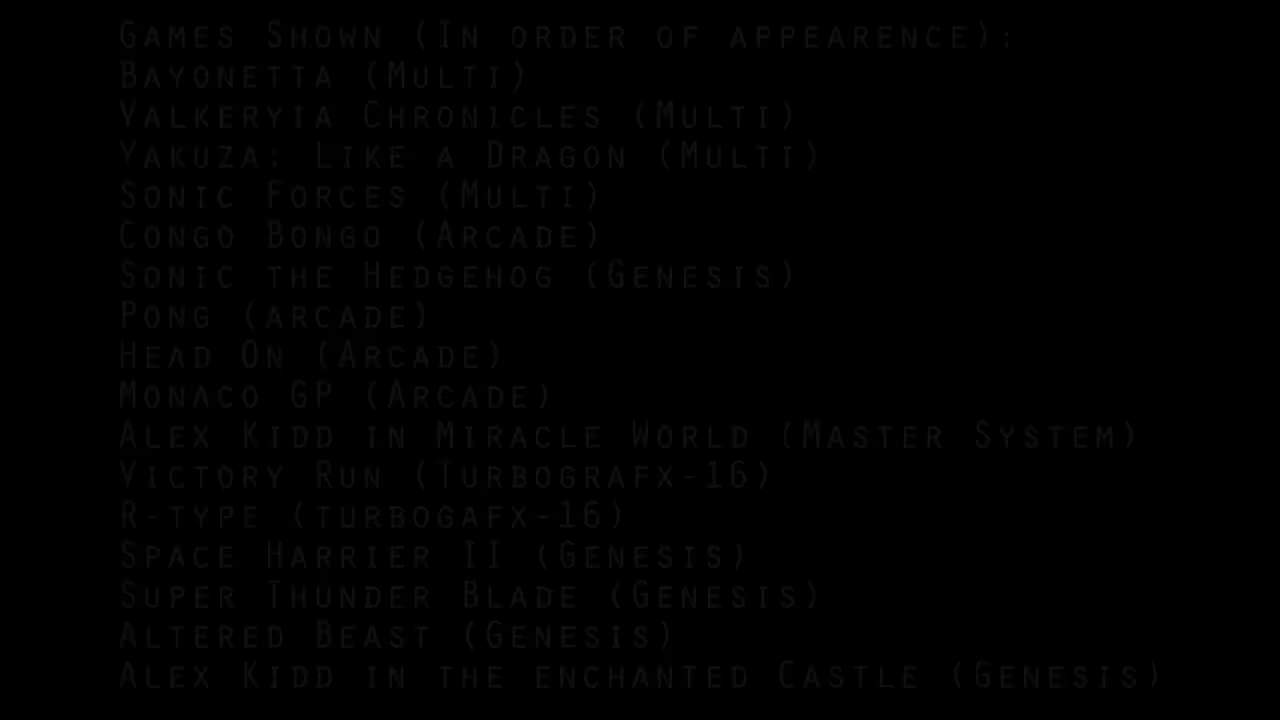 Games Shown (In order of appearence):
Bayonetta (Multi)
Valkeryia Chronicles (Multi)
Yakuza: Like a Dragon (Multi)
Sonic Forces (Multi)
Congo Bongo (Arcade)
Sonic the Hedgehog (Genesis)
Pong (arcade)
Head On (Arcade)
Monaco GP (Arcade)
Alex Kidd in Miracle World (Master System)
Victory Run (Turbografx-16)
R-type (turbogafx-16)
Space Harrier II (Genesis)
Super Thunder Blade (Genesis)
Altered Beast (Genesis)
Alex Kidd in the enchanted Castle (Genesis)